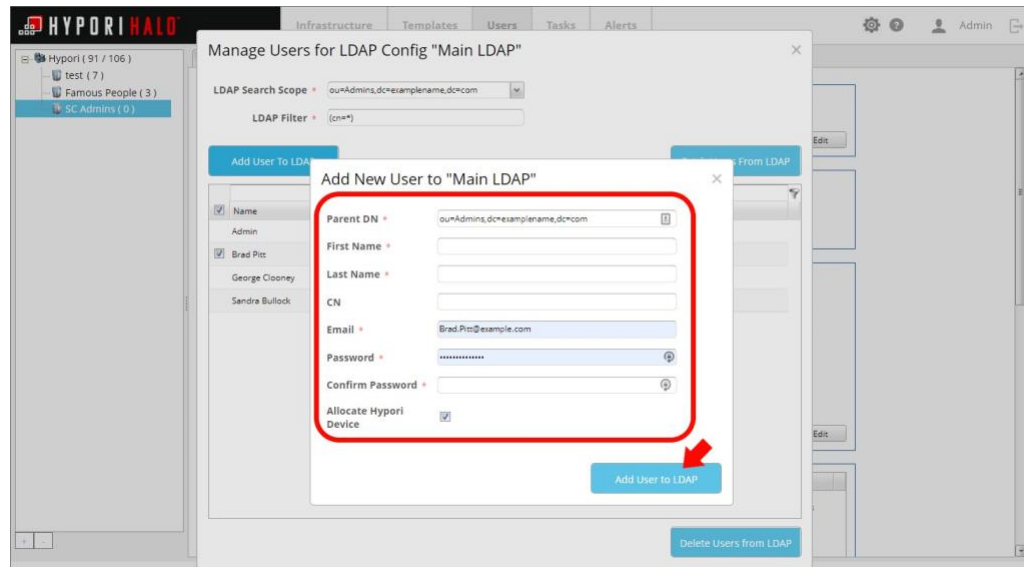 HYPORI HALO
Infrastructure Templates Users Tasks Alerts
Admin
Hypori ( 91 / 106 )
test ( 7 )
Famous People ( 3 )
SC Admins ( 0 )
Manage Users for LDAP Config "Main LDAP"
LDAP Search Scope * ou=Admins,dc=examplename,dc=com
LDAP Filter * (cn=*)
Edit
Add User To LDA
From LDAP
Add New User to "Main LDAP"
Name
Admin
Brad Pitt
George Clooney
Sandra Bullock
Parent DN * ou=Admins,dc=examplename,dc=com
First Name *
Last Name *
CN
Email * Brad.Pitt@example.com
Password * ••••••••••••••
Confirm Password *
Allocate Hypori
Device
Edit
Add User to LDAP
Delete Users from LDAP